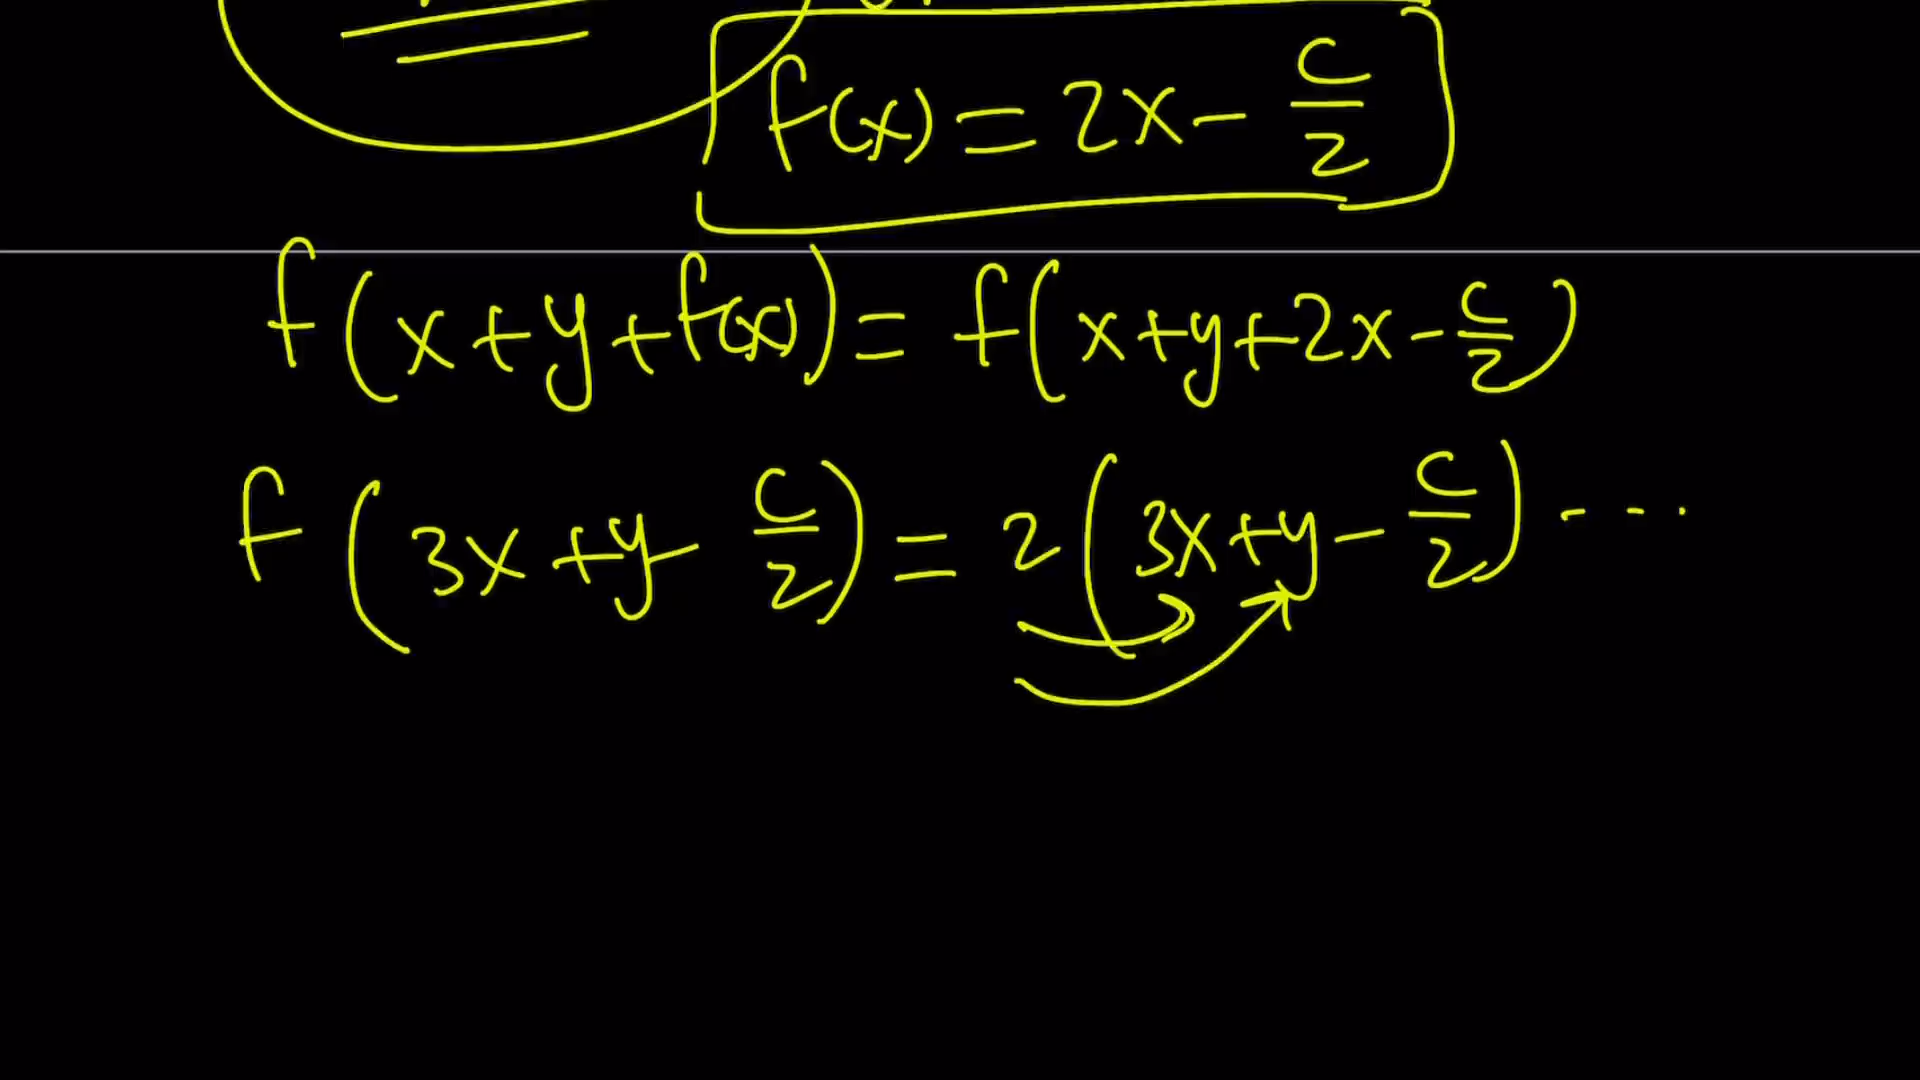 f(x) = 2x - c/2
f(x+y+f(x)) = f(x+y+2x-c/2)
f(3x+y-c/2) = 2(3x+y-c/2) - - ·